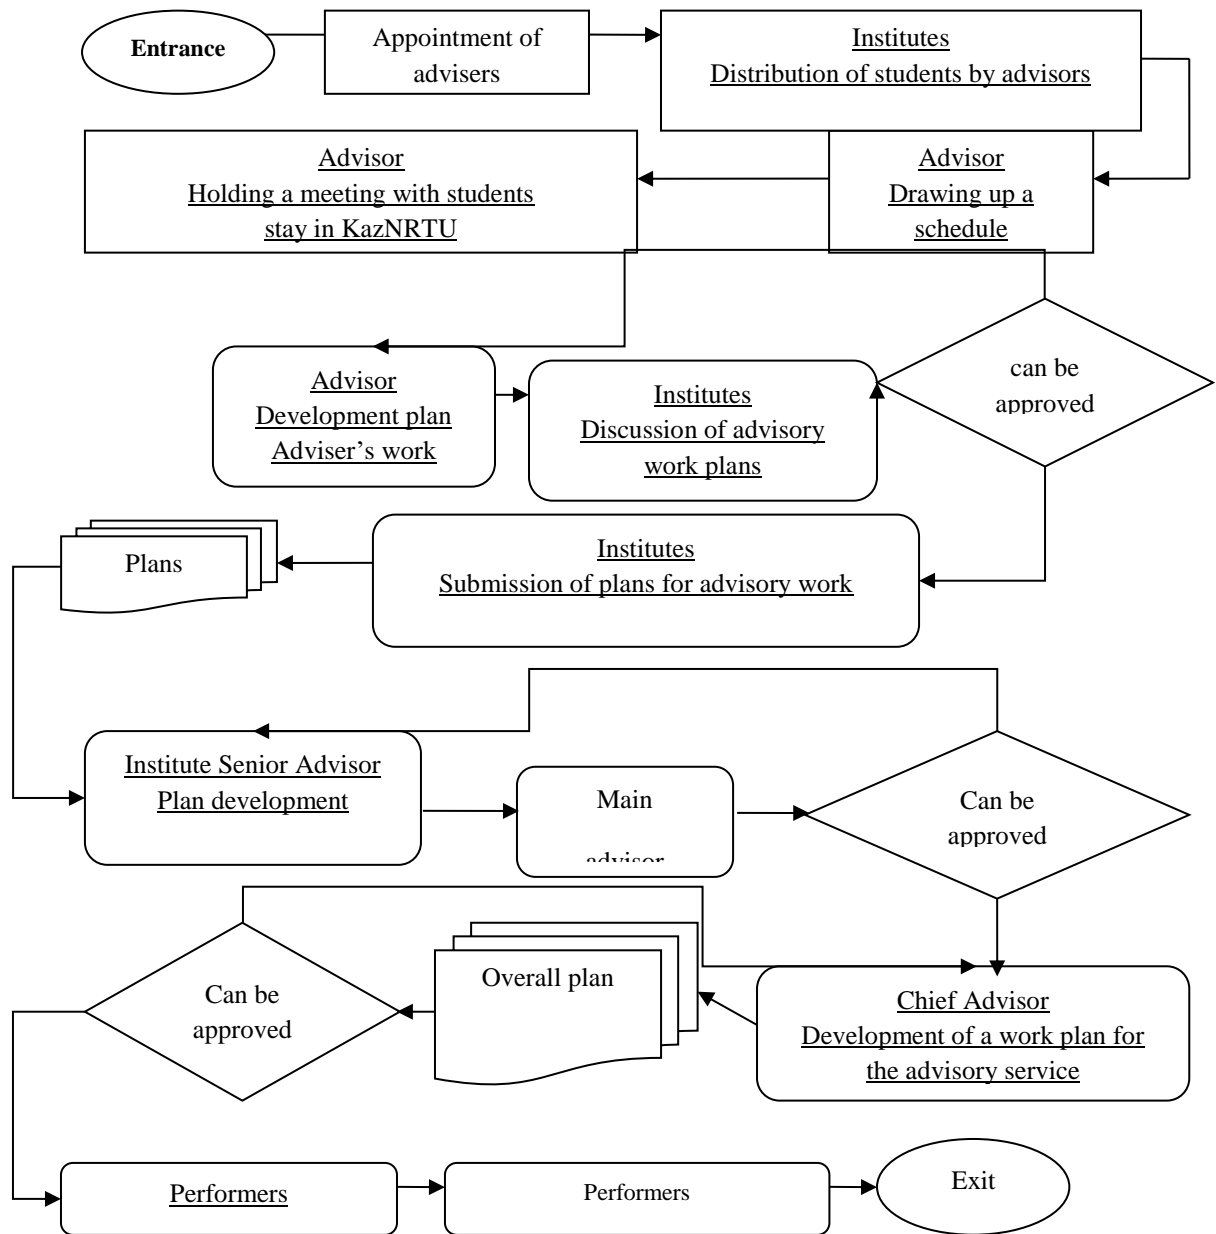 Entrance
Appointment of
advisers
Institutes
Distribution of students by advisors
Advisor
Holding a meeting with students
stay in KazNRTU
Advisor
Drawing up a
schedule
Advisor
Development plan
Adviser's work
Institutes
Discussion of advisory
work plans
can be
approved
Plans
Institutes
Submission of plans for advisory work
Institute Senior Advisor
Plan development
Main
advisor
Can be
approved
Can be
approved
Overall plan
Chief Advisor
Development of a work plan for
the advisory service
Performers
Performers
Exit